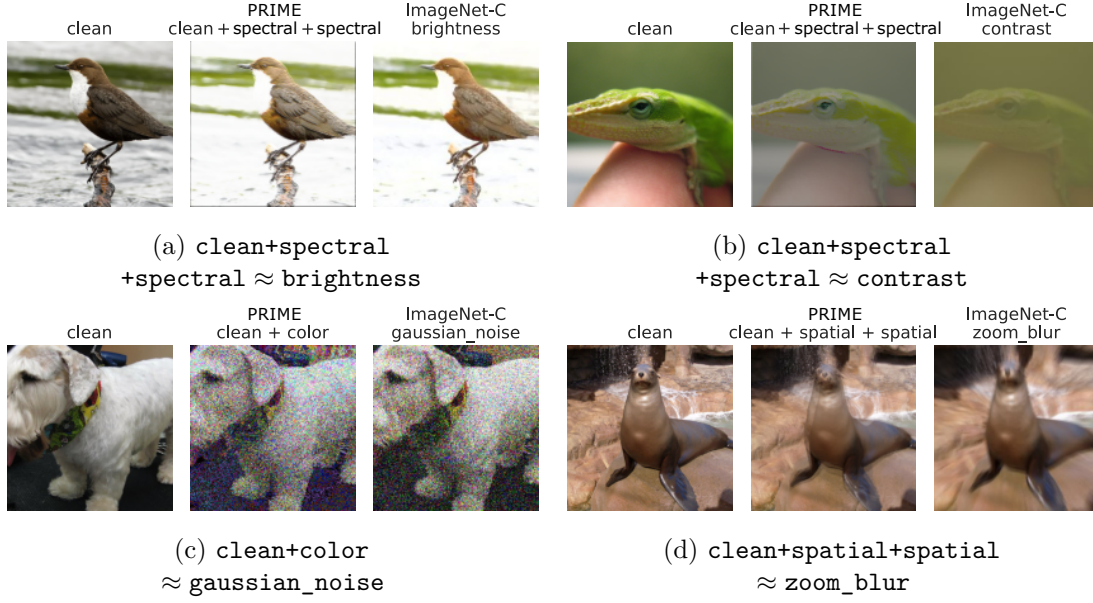 clean
PRIME
clean + spectral + spectral
ImageNet-C
brightness
clean
PRIME
clean + spectral + spectral
ImageNet-C
contrast
(a) clean+spectral
+spectral ≈ brightness
(b) clean+spectral
+spectral ≈ contrast
clean
PRIME
clean + color
ImageNet-C
gaussian_noise
clean
PRIME
clean + spatial + spatial
ImageNet-C
zoom_blur
(c) clean+color
≈ gaussian_noise
(d) clean+spatial+spatial
≈ zoom_blur